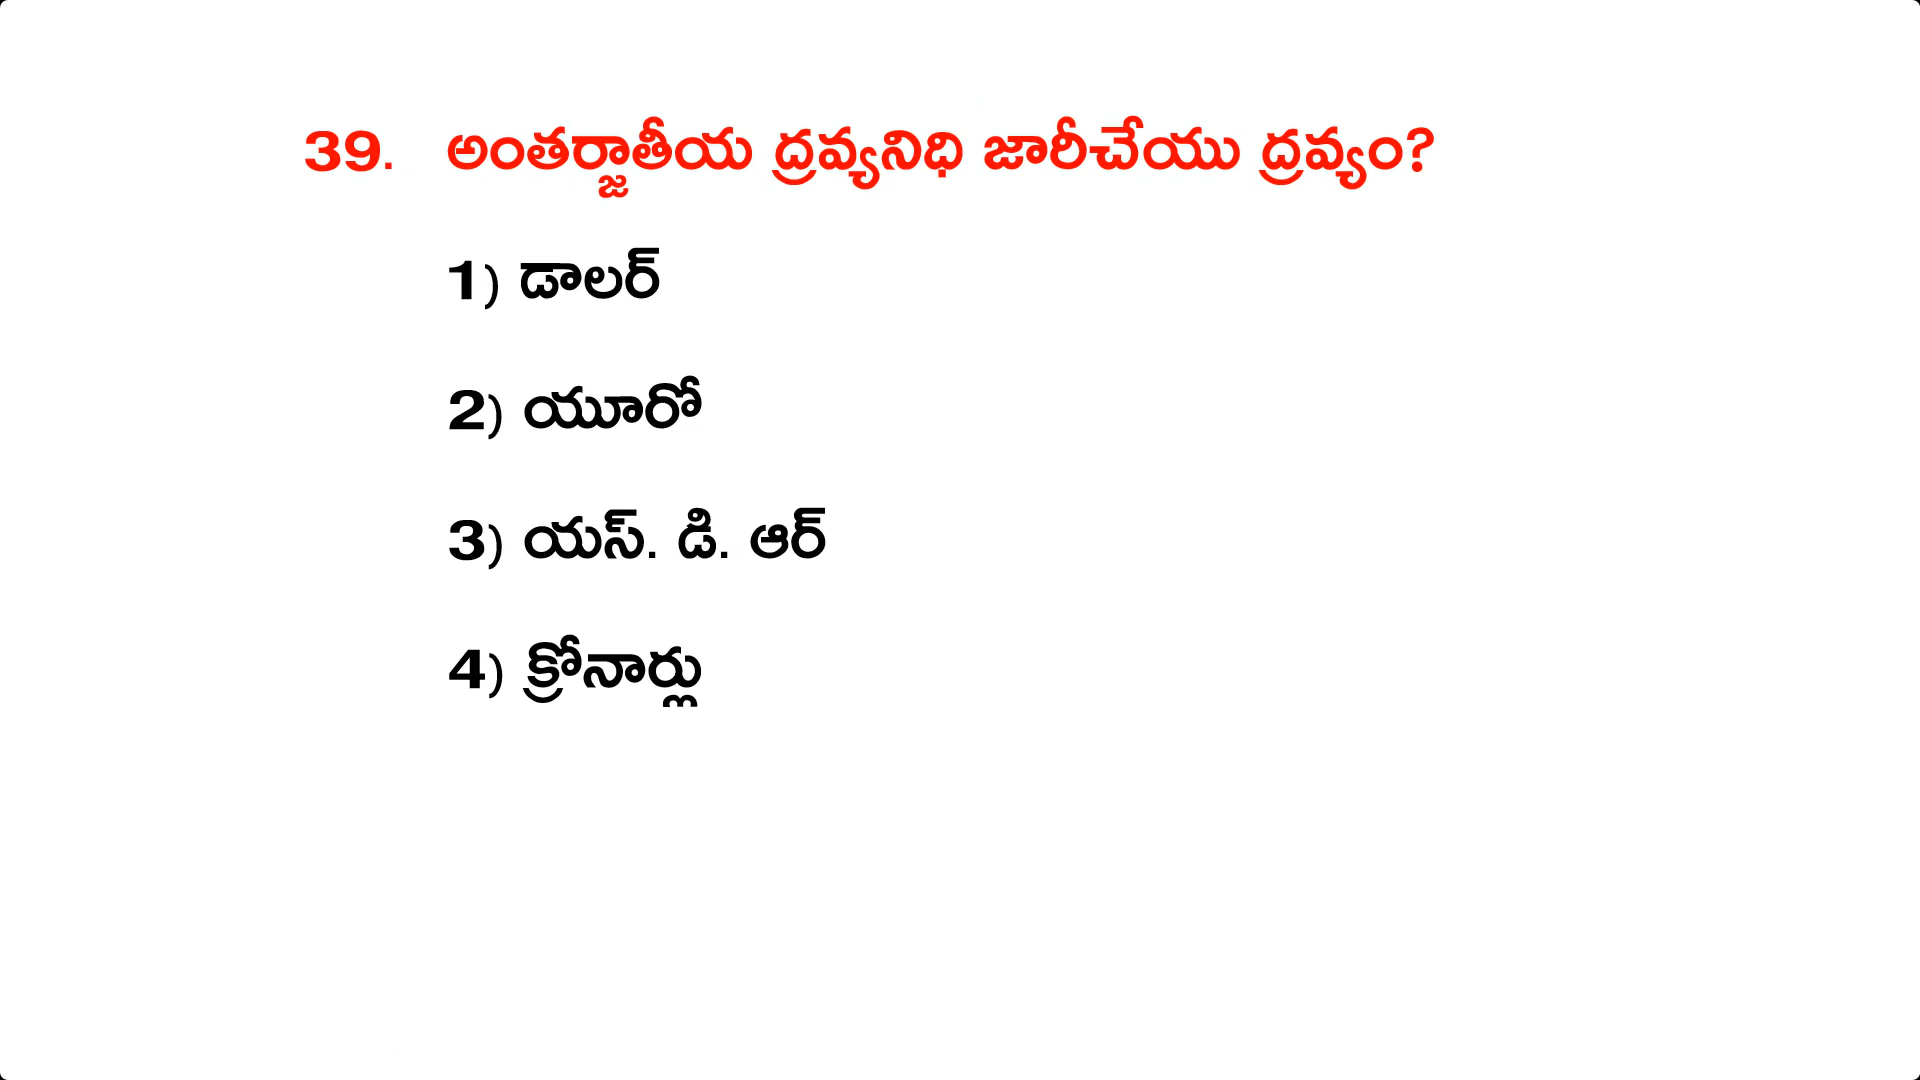 39. అంతర్జాతీయ ద్రవ్యనిధి జారీచేయు ద్రవ్యం?
1) డాలర్
2) యూరో
3) యస్. డి. ఆర్
4) క్రోనార్లు